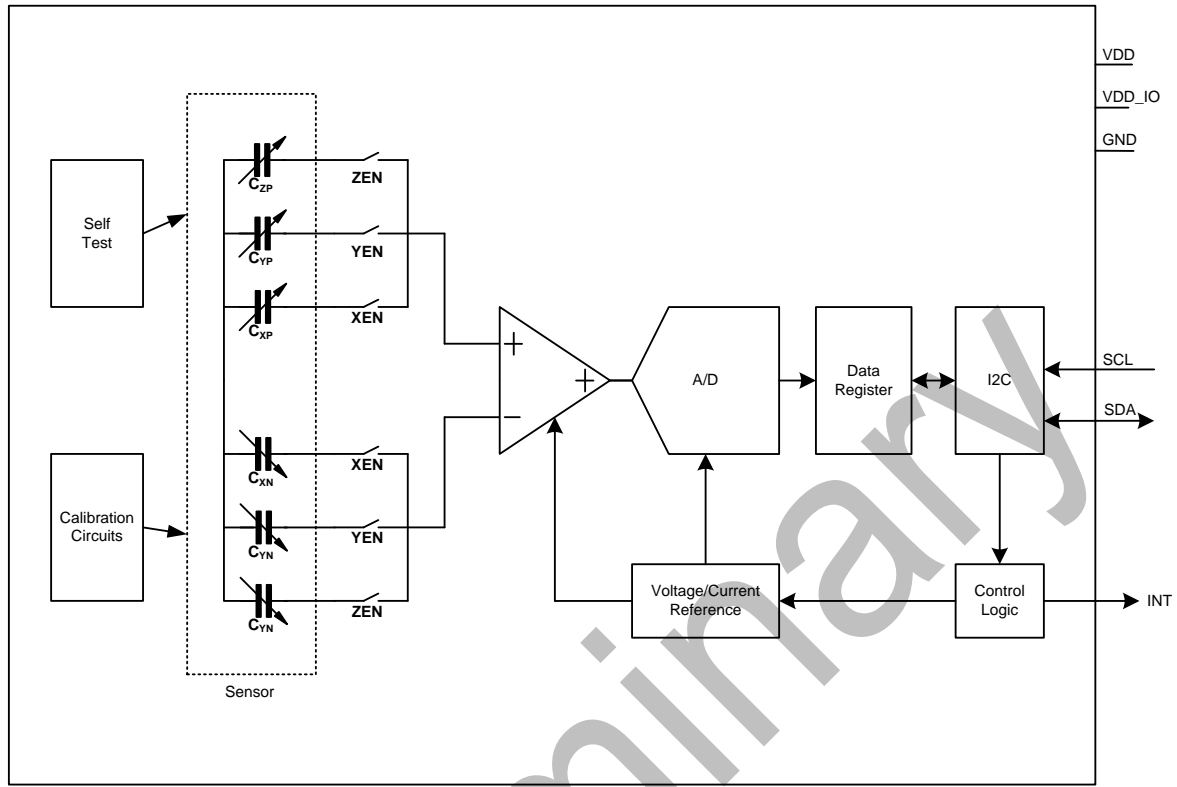 VDD
VDD_IO
GND
Self
Test
CZP
ZEN
CYP
YEN
CXP
XEN
+
+
−
A/D
Data
Register
I2C
SCL
SDA
Calibration
Circuits
CXN
XEN
CYN
YEN
CYN
ZEN
Voltage/Current
Reference
Control
Logic
INT
Sensor